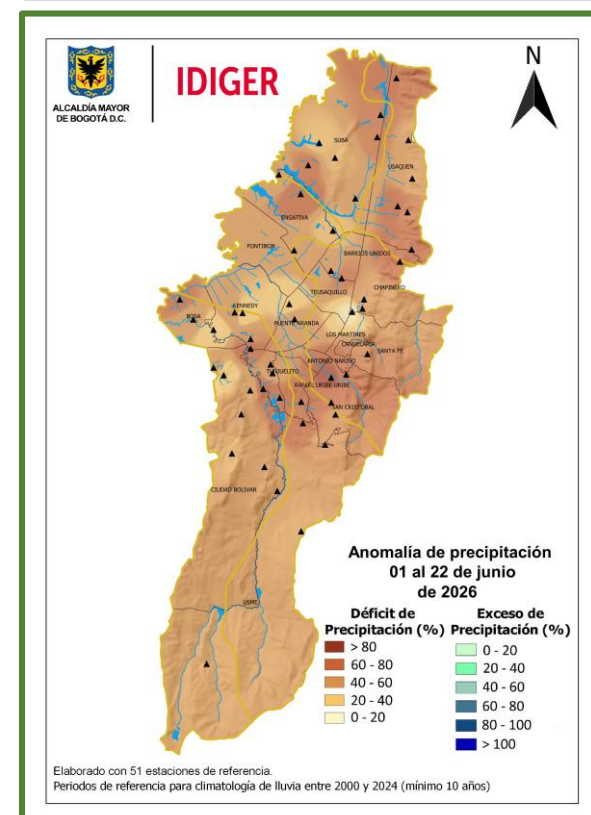 ALCALDÍA MAYOR
DE BOGOTÁ D.C.
IDIGER
N
SUBA
USAQUEN
ENGATIVA
FONTIBON
BARRIOS UNIDOS
TEUSAQUILLO
CHAPINERO
KENNEDY
BOSA
PUENTE ARANDA
LOS MARTIRES
CANDELARIA
SANTA FE
ANTONIO NARIÑO
RAFAEL URIBE URIBE
SAN CRISTOBAL
CIUDAD BOLIVAR
USME
Anomalía de precipitación
01 al 22 de junio
de 2026
Déficit de
Precipitación (%)
> 80
60 - 80
40 - 60
20 - 40
0 - 20
Exceso de
Precipitación (%)
0 - 20
20 - 40
40 - 60
60 - 80
80 - 100
> 100
Elaborado con 51 estaciones de referencia.
Periodos de referencia para climatología de lluvia entre 2000 y 2024 (mínimo 10 años)